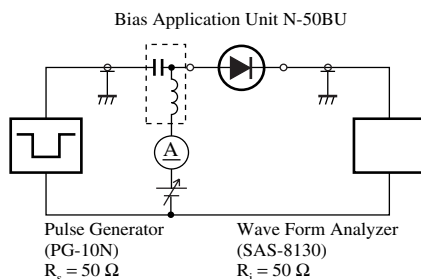 Bias Application Unit N-50BU
A
Pulse Generator
(PG-10N)
Rs = 50 Ω
Wave Form Analyzer
(SAS-8130)
Ri = 50 Ω